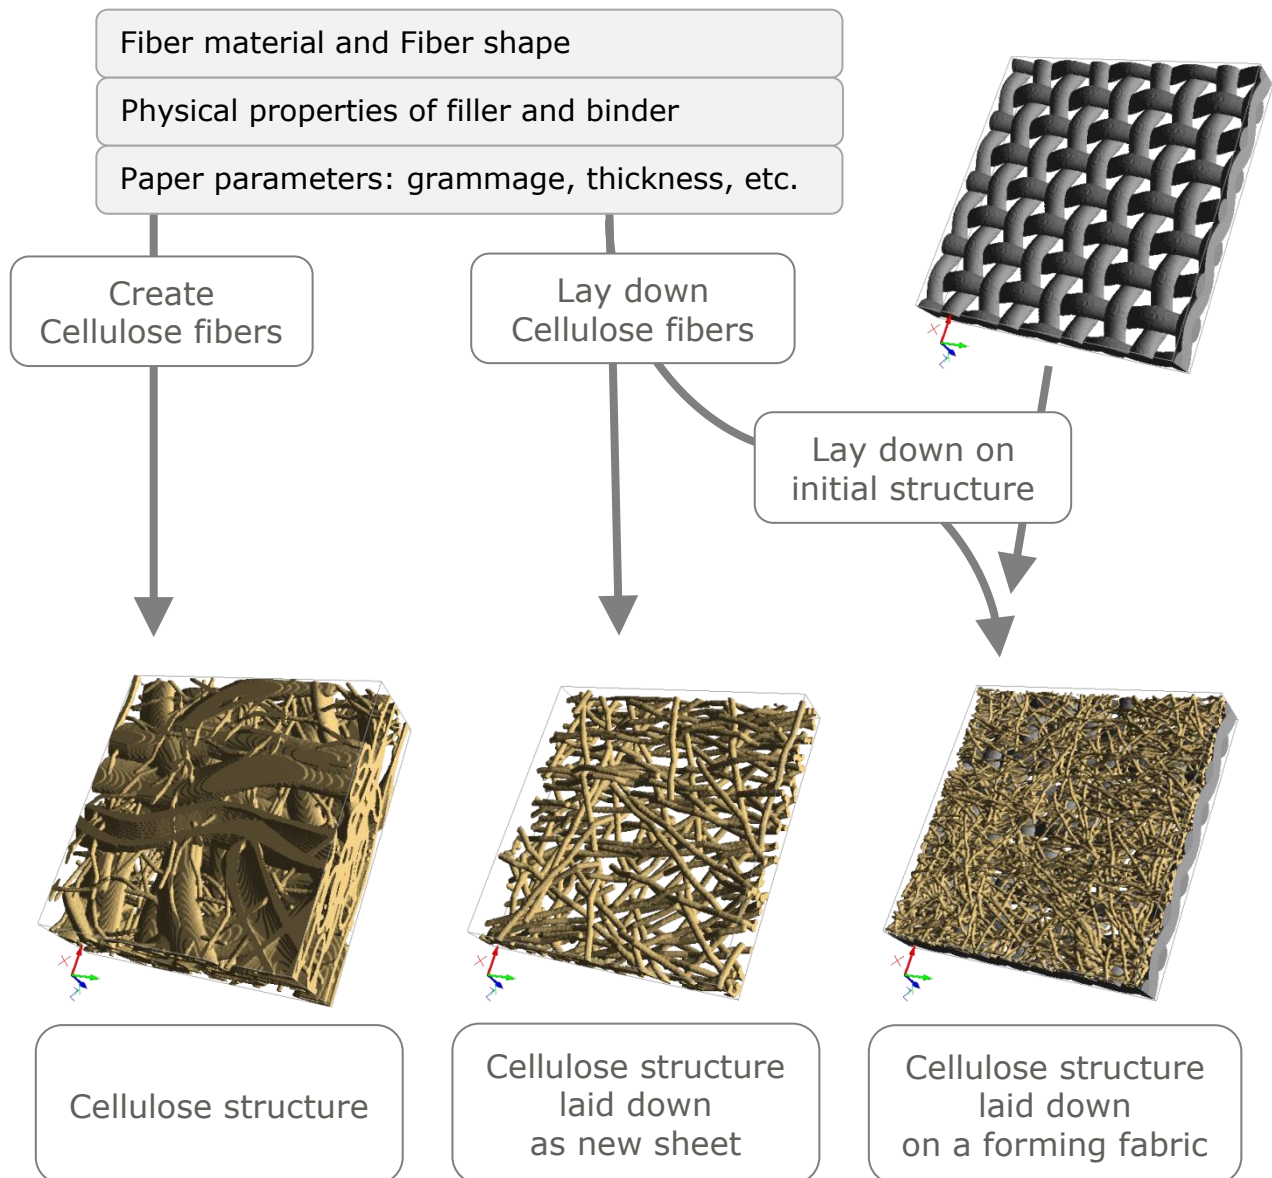 Fiber material and Fiber shape
Physical properties of filler and binder
Paper parameters: grammage, thickness, etc.
Create
Cellulose fibers
Lay down
Cellulose fibers
X
Lay down on
initial structure
X
X
X
Cellulose structure
Cellulose structure
laid down
as new sheet
Cellulose structure
laid down
on a forming fabric